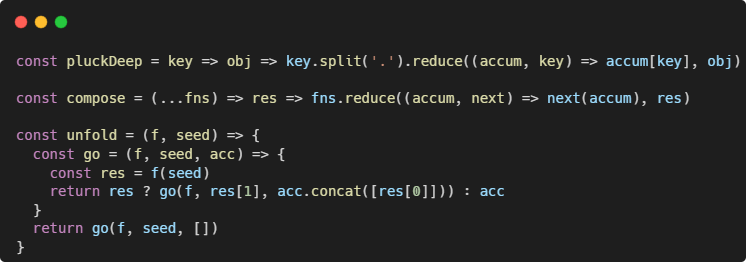 const pluckDeep = key => obj => key.split('.').reduce((accum, key) => accum[key], obj)
const compose = (...fns) => res => fns.reduce((accum, next) => next(accum), res)
const unfold = (f, seed) => {
  const go = (f, seed, acc) => {
    const res = f(seed)
    return res ? go(f, res[1], acc.concat([res[0]])) : acc
  }
  return go(f, seed, [])
}